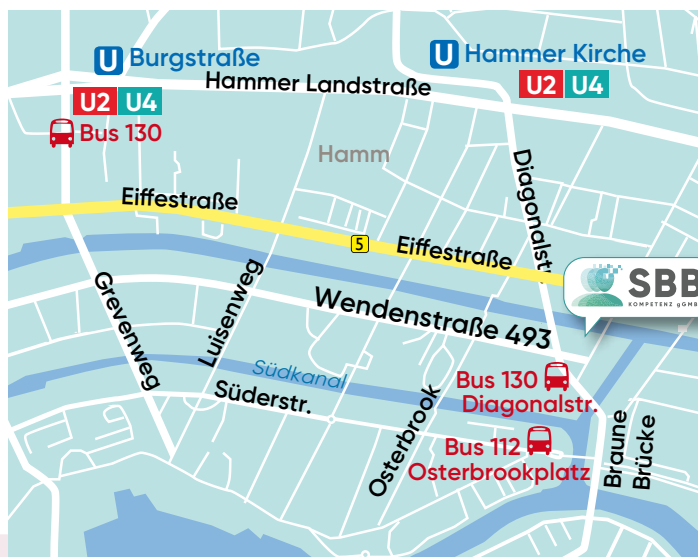 U Burgstraße
U Hammer Kirche
Hammer Landstraße
U2 U4
U2 U4
Bus 130
Hamm
Diagonalstr.
Eiffestraße
5
Eiffestraße
SBB
KOMPETENZ gGMB
Grevenweg
Luisenweg
Wendenstraße 493
Südkanal
Süderstr.
Bus 130
Diagonalstr.
Osterbrook
Bus 112
Osterbrookplatz
Braune
Brücke